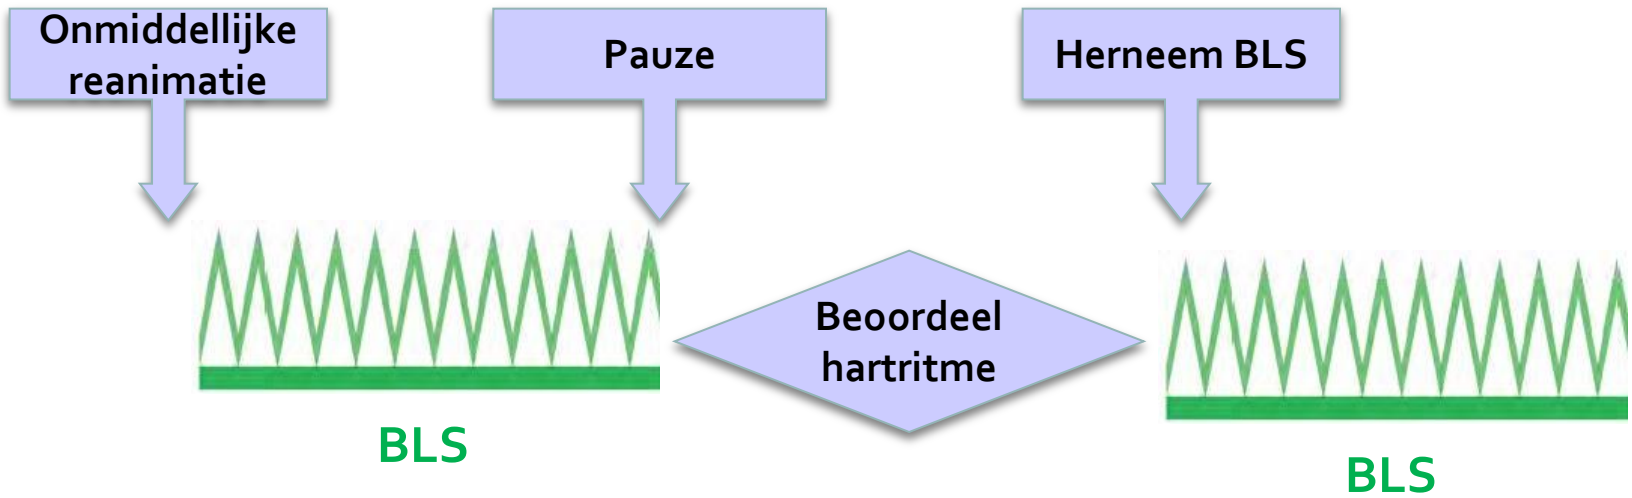 Onmiddellijke
reanimatie
Pauze
Herneem BLS
Beoordeel
hartritme
BLS
BLS